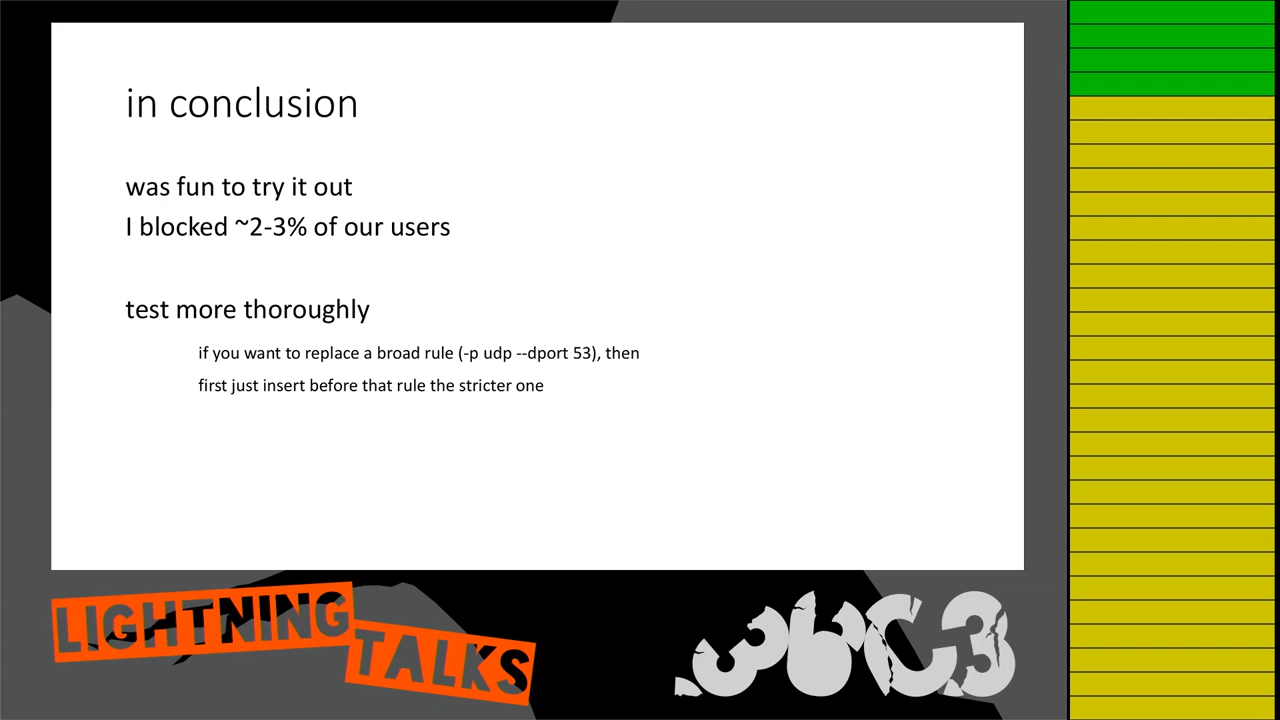 in conclusion
was fun to try it out
I blocked ~2-3% of our users
test more thoroughly
if you want to replace a broad rule (-p udp --dport 53), then
first just insert before that rule the stricter one
LIGHTNING
TALKS
36C3